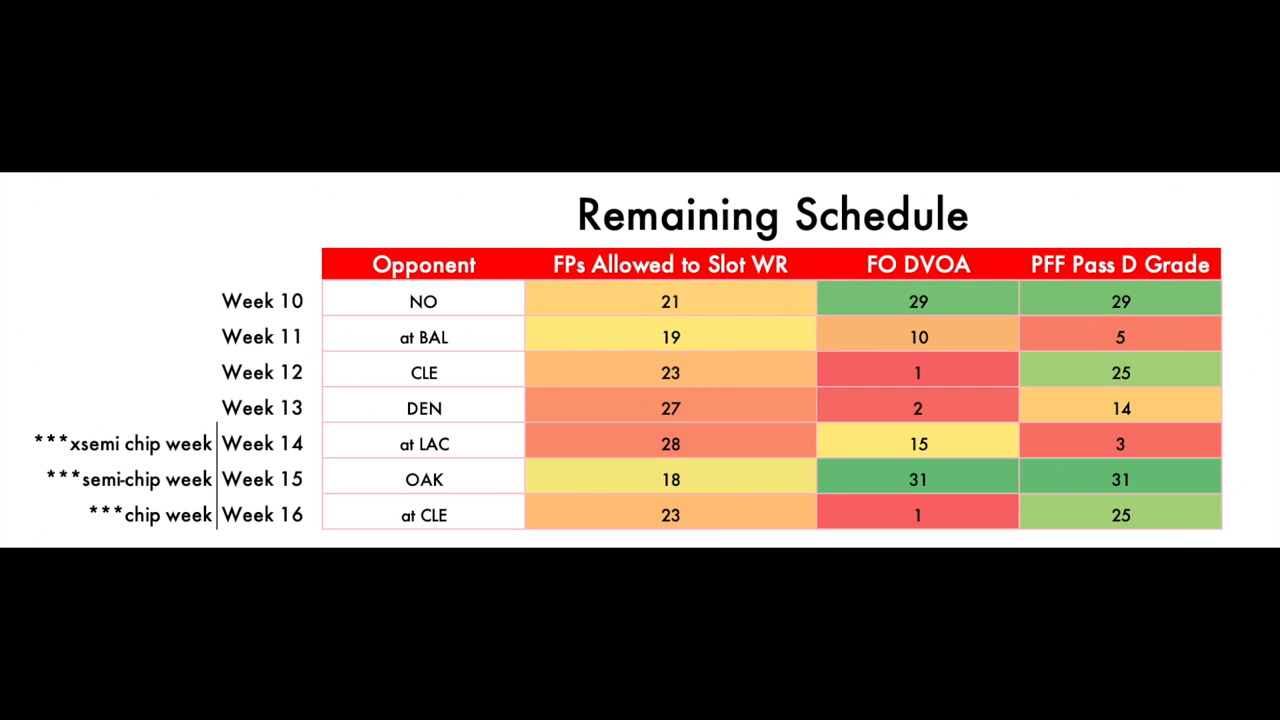 Remaining Schedule
Opponent FPs Allowed to Slot WR FO DVOA PFF Pass D Grade
Week 10 NO 21 29 29
Week 11 at BAL 19 10 5
Week 12 CLE 23 1 25
Week 13 DEN 27 2 14
***xsemi chip week Week 14 at LAC 28 15 3
***semi-chip week Week 15 OAK 18 31 31
***chip week Week 16 at CLE 23 1 25